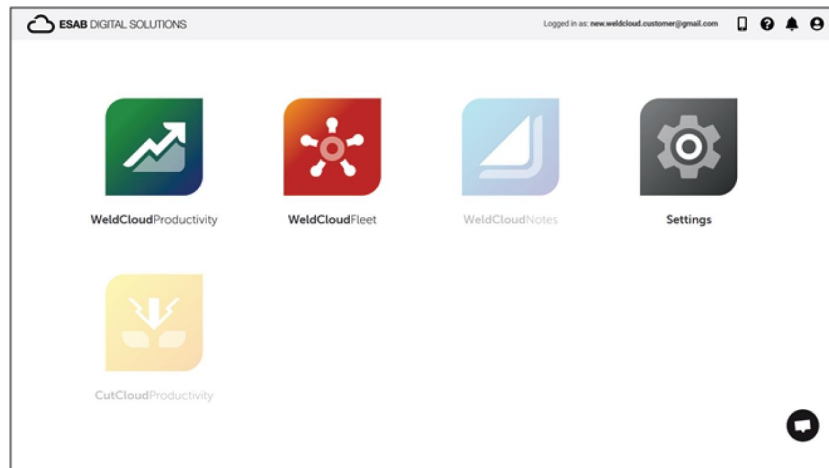 ESAB DIGITAL SOLUTIONS
Logged in as: new.weldcloud.customer@gmail.com
WeldCloudProductivity
WeldCloudFleet
WeldCloudNotes
Settings
CutCloudProductivity